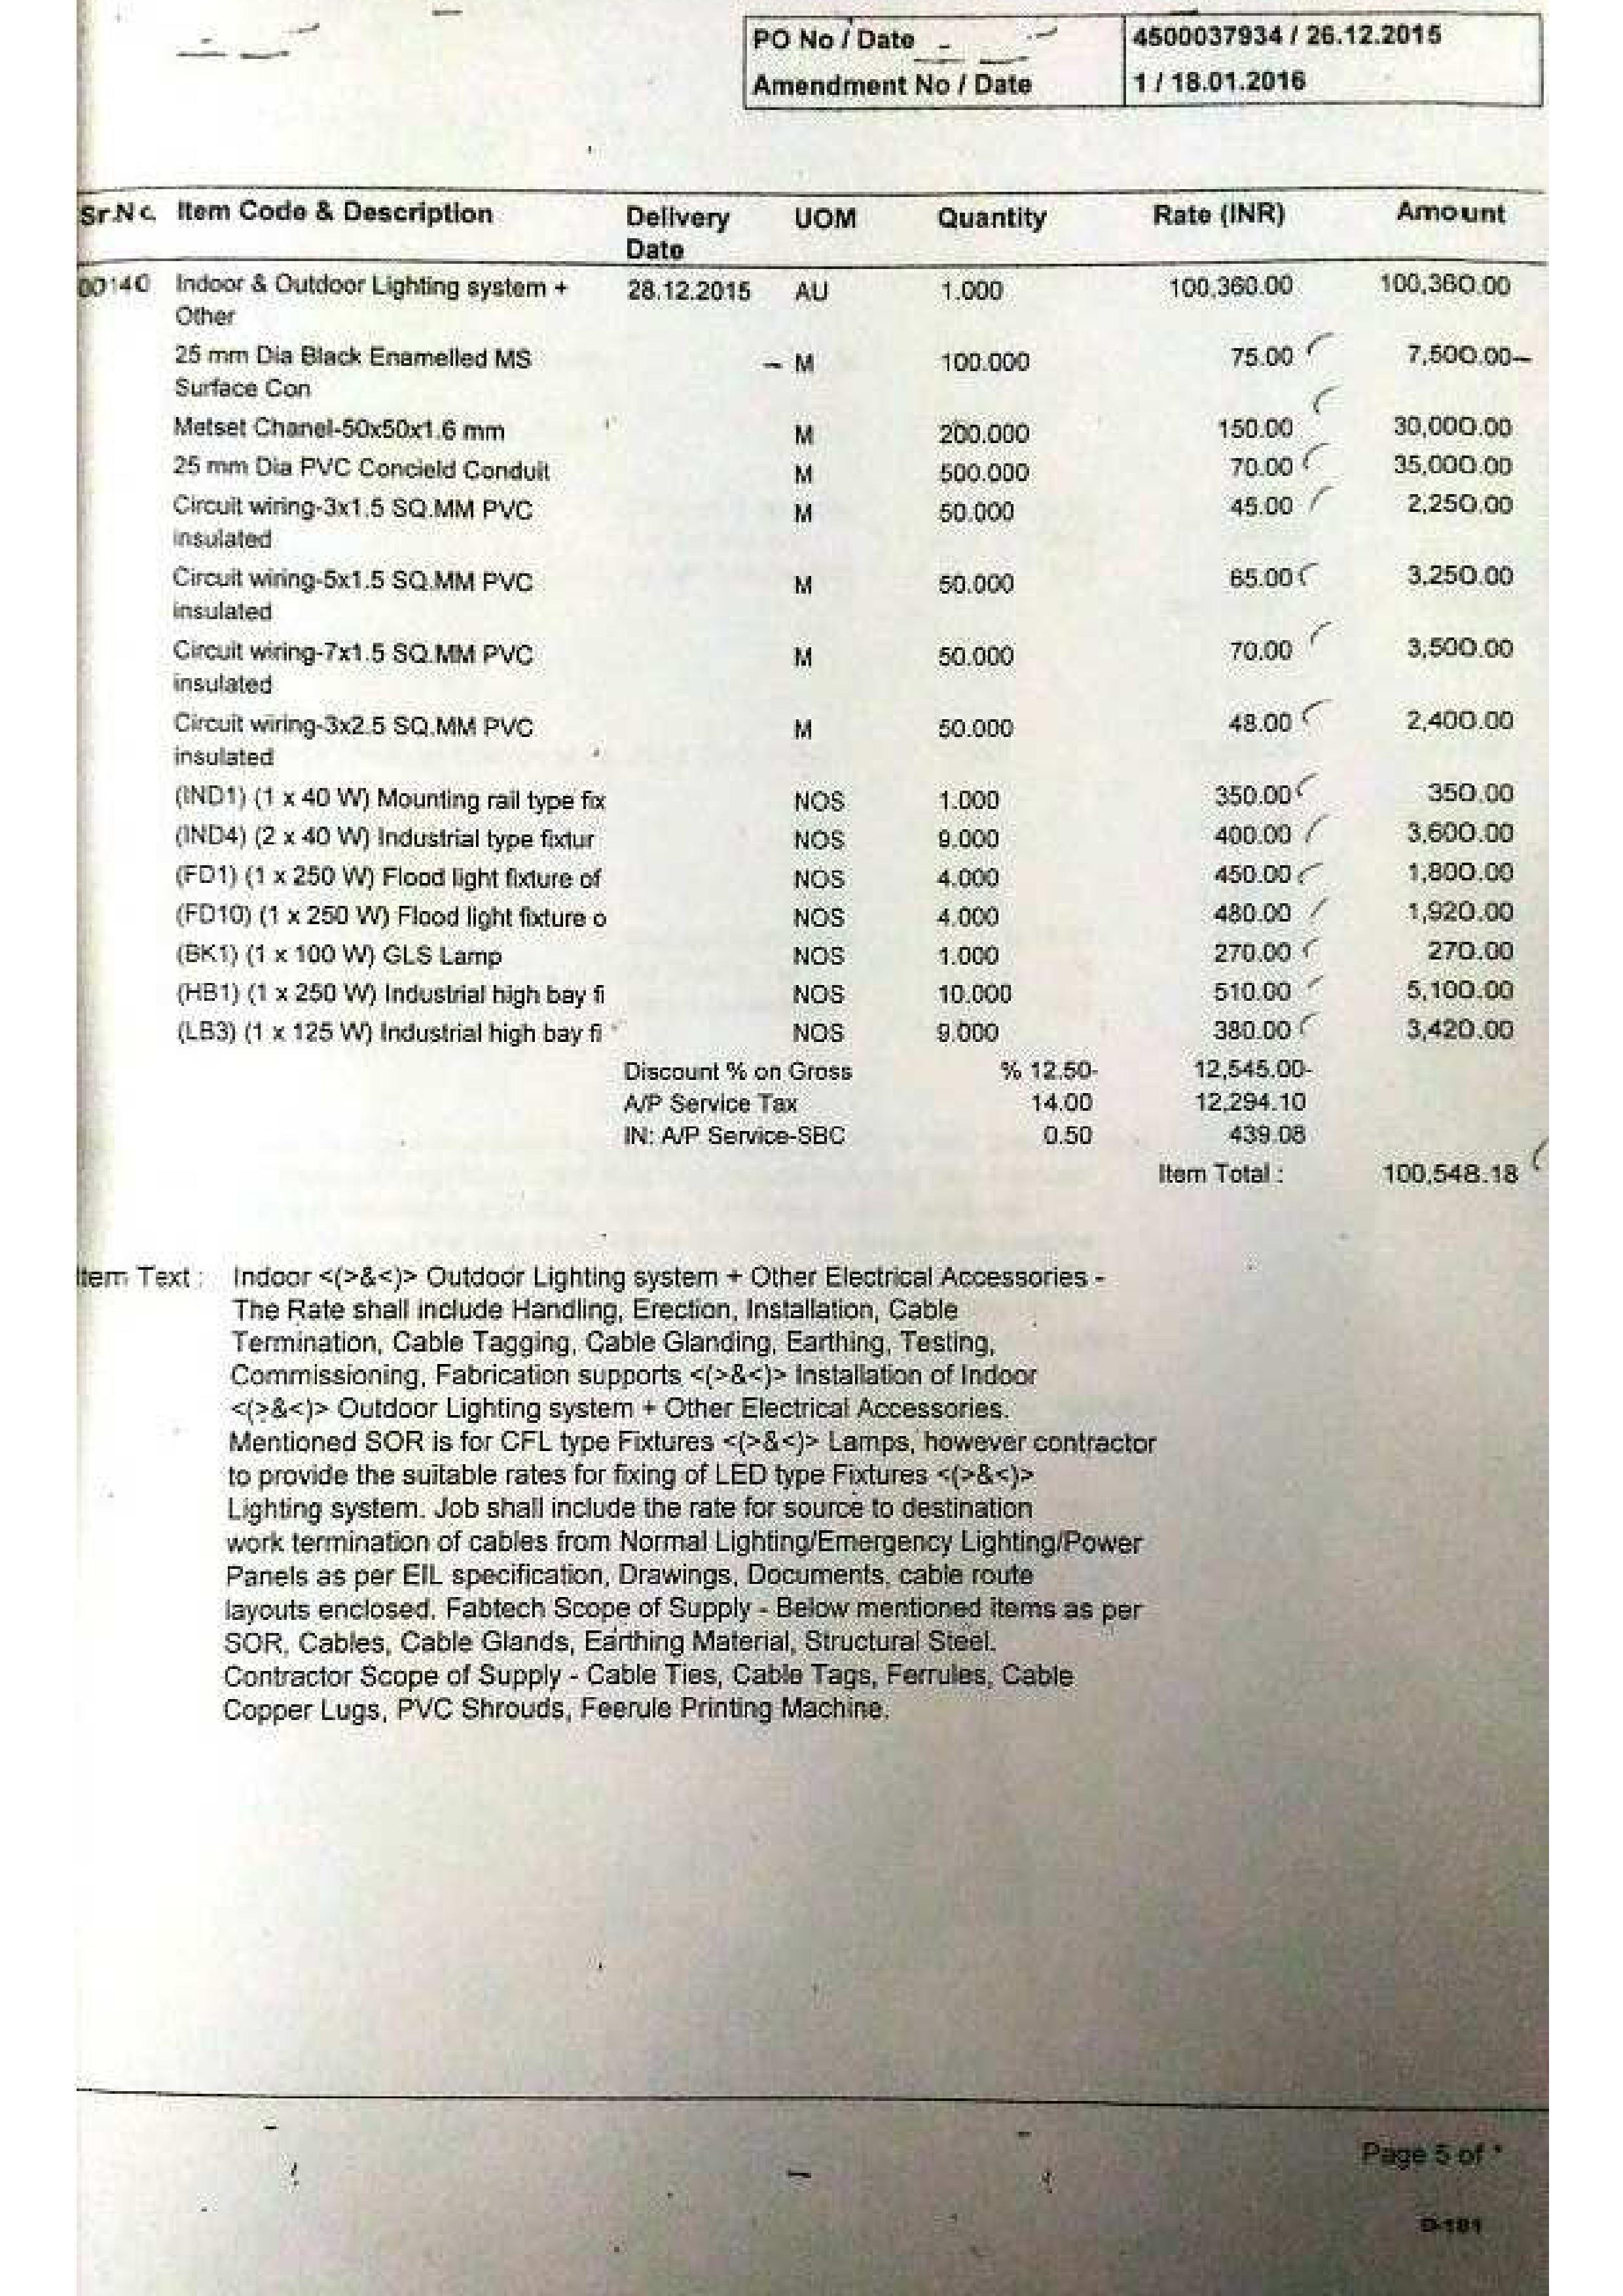 PO No / Date 4500037934 / 26.12.2015
Amendment No / Date 1 / 18.01.2016
Sr.No. Item Code & Description Delivery Date UOM Quantity Rate (INR) Amount
00140 Indoor & Outdoor Lighting system + 28.12.2015 AU 1.000 100,360.00 100,360.00
Other
25 mm Dia Black Enamelled MS M 100.000 75.00 7,500.00
Surface Con
Metset Chanel-50x50x1.6 mm M 200.000 150.00 30,000.00
25 mm Dia PVC Concield Conduit M 500.000 70.00 35,000.00
Circuit wiring-3x1.5 SQ.MM PVC M 50.000 45.00 2,250.00
insulated
Circuit wiring-5x1.5 SQ.MM PVC M 50.000 65.00 3,250.00
insulated
Circuit wiring-7x1.5 SQ.MM PVC M 50.000 70.00 3,500.00
insulated
Circuit wiring-3x2.5 SQ.MM PVC M 50.000 48.00 2,400.00
insulated
(IND1) (1 x 40 W) Mounting rail type fix NOS 1.000 350.00 350.00
(IND4) (2 x 40 W) Industrial type fixtur NOS 9.000 400.00 3,600.00
(FD1) (1 x 250 W) Flood light fixture of NOS 4.000 450.00 1,800.00
(FD10) (1 x 250 W) Flood light fixture o NOS 4.000 480.00 1,920.00
(BK1) (1 x 100 W) GLS Lamp NOS 1.000 270.00 270.00
(HB1) (1 x 250 W) Industrial high bay fi NOS 10.000 510.00 5,100.00
(LB3) (1 x 125 W) Industrial high bay fi NOS 9.000 380.00 3,420.00
Discount % on Gross % 12.50- 12,545.00-
A/P Service Tax 14.00 12,294.10
IN: A/P Service-SBC 0.50 439.08
Item Total : 100,548.18
Item Text : Indoor <(>&<)> Outdoor Lighting system + Other Electrical Accessories -
The Rate shall include Handling, Erection, Installation, Cable
Termination, Cable Tagging, Cable Glanding, Earthing, Testing,
Commissioning, Fabrication supports <(>&<)> Installation of Indoor
<(>&<)> Outdoor Lighting system + Other Electrical Accessories.
Mentioned SOR is for CFL type Fixtures <(>&<)> Lamps, however contractor
to provide the suitable rates for fixing of LED type Fixtures <(>&<)>
Lighting system. Job shall include the rate for source to destination
work termination of cables from Normal Lighting/Emergency Lighting/Power
Panels as per EIL specification, Drawings, Documents, cable route
layouts enclosed. Fabtech Scope of Supply - Below mentioned items as per
SOR, Cables, Cable Glands, Earthing Material, Structural Steel.
Contractor Scope of Supply - Cable Ties, Cable Tags, Ferrules, Cable
Copper Lugs, PVC Shrouds, Feerule Printing Machine.
Page 5 of *
D-181